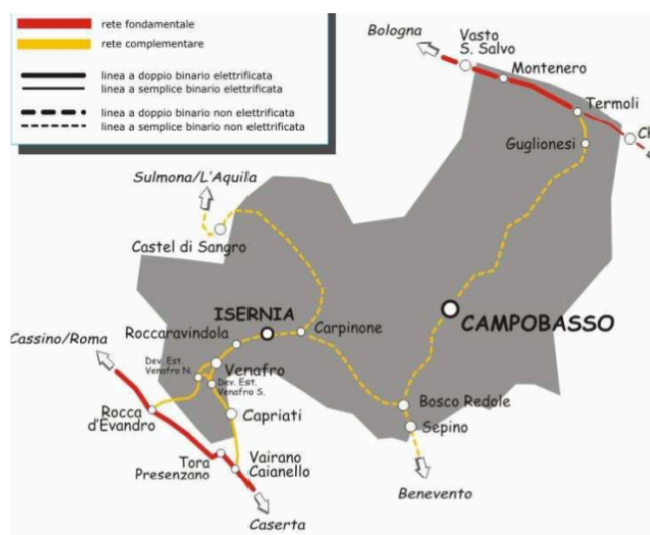 rete fondamentale
rete complementare
linea a doppio binario elettrificata
linea a semplice binario elettrificata
linea a doppio binario non elettrificata
linea a semplice binario non elettrificata
Bologna
Vasto
S. Salvo
Montenero
Termoli
Guglionesi
Sulmona/L'Aquila
Castel di Sangro
ISERNIA
Roccaravindola
Carpinone
CAMPOBASSO
Cassino/Roma
Dev. Est.
Venafro N.
Venafro
Dev. Est.
Venafro S.
Rocca
d'Evandro
Capriati
Bosco Redole
Sepino
Tora
Presenzano
Vairano
Caianello
Benevento
Caserta